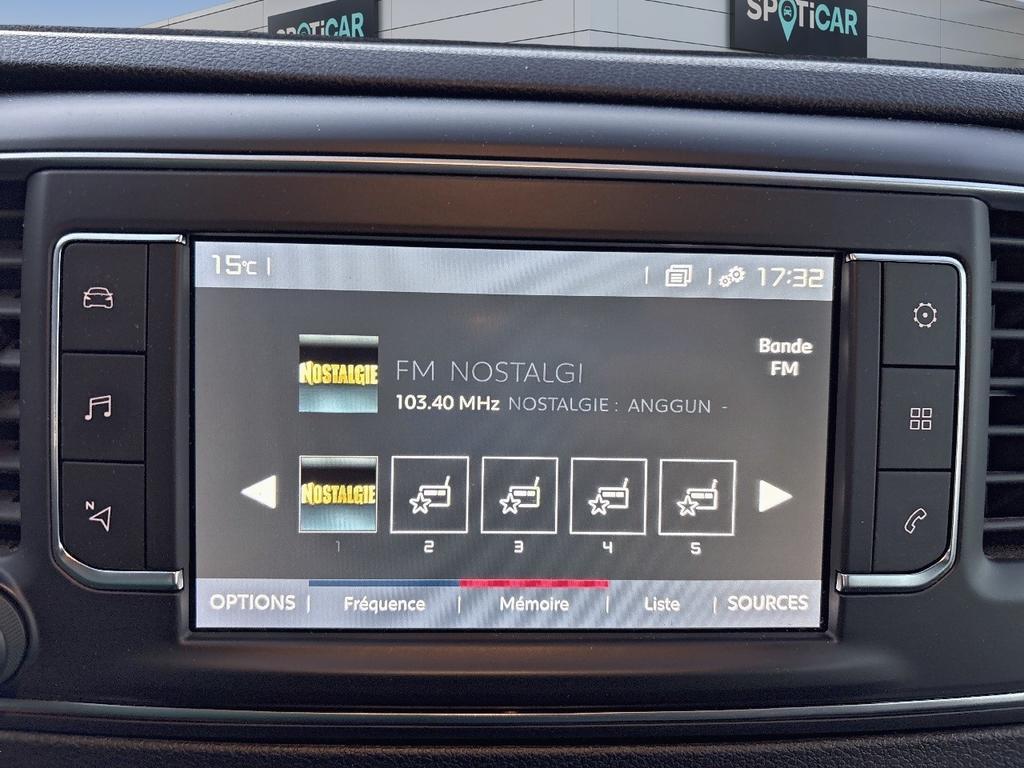 SPOTiCAR
SPOTiCAR
15°C
17:32
NOSTALGIE
FM NOSTALGI
103.40 MHz NOSTALGIE : ANGGUN -
Bande
FM
NOSTALGIE
1 2 3 4 5
N
OPTIONS Fréquence Mémoire Liste SOURCES